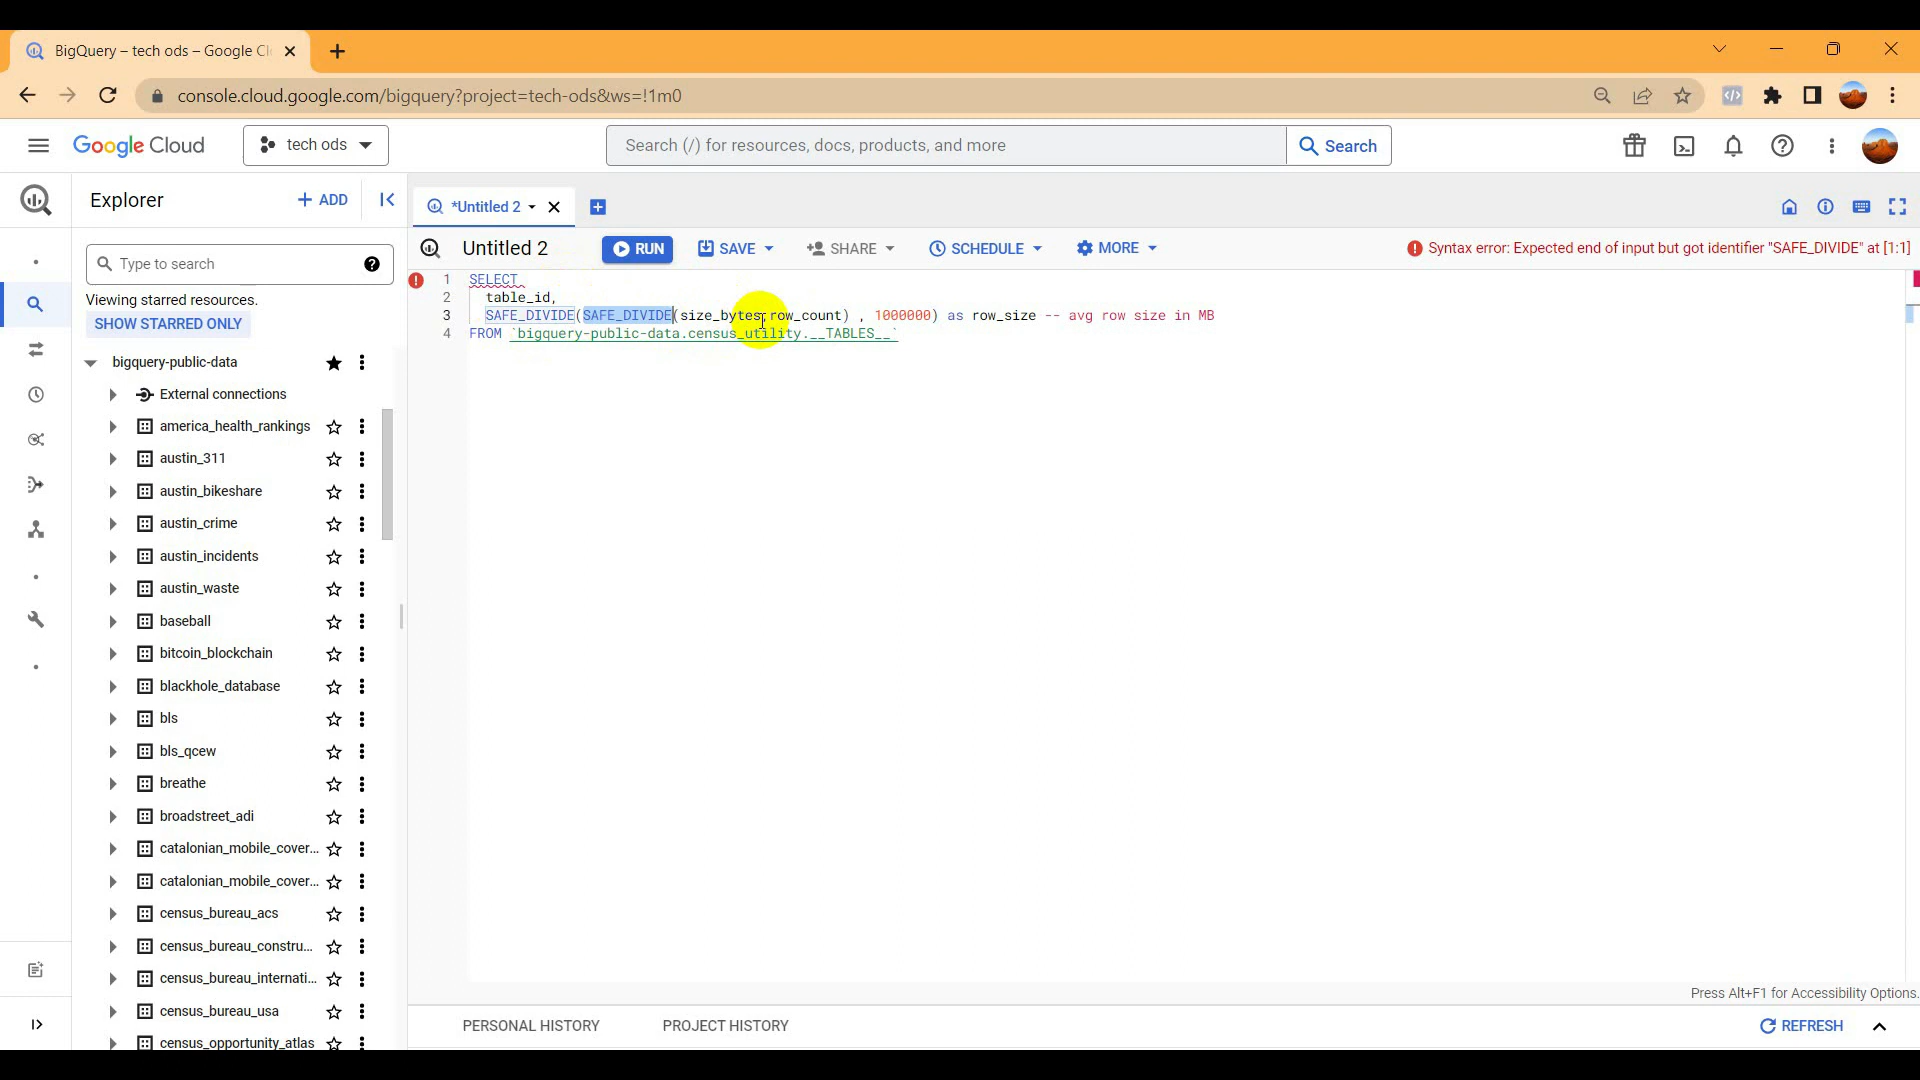 BigQuery – tech ods – Google Cl
console.cloud.google.com/bigquery?project=tech-ods&ws=!1m0
Google Cloud
tech ods
Search (/) for resources, docs, products, and more
Search
Explorer
+ ADD
*Untitled 2
Untitled 2
RUN
SAVE
SHARE
SCHEDULE
MORE
Syntax error: Expected end of input but got identifier "SAFE_DIVIDE" at [1:1]
Type to search
Viewing starred resources.
SHOW STARRED ONLY
1 SELECT
2 table_id,
3 SAFE_DIVIDE(SAFE_DIVIDE(size_bytes,row_count) , 1000000) as row_size -- avg row size in MB
4 FROM `bigquery-public-data.census_utility.__TABLES__`
bigquery-public-data
External connections
america_health_rankings
austin_311
austin_bikeshare
austin_crime
austin_incidents
austin_waste
baseball
bitcoin_blockchain
blackhole_database
bls
bls_qcew
breathe
broadstreet_adi
catalonian_mobile_cover...
catalonian_mobile_cover...
census_bureau_acs
census_bureau_constru...
census_bureau_internati...
census_bureau_usa
census_opportunity_atlas
Press Alt+F1 for Accessibility Options.
PERSONAL HISTORY
PROJECT HISTORY
REFRESH